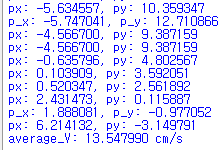 px: -5.634557, py: 10.359347
p_x: -5.747041, p_y: 12.710866
px: -4.566700, py: 9.387159
px: -4.566700, py: 9.387159
px: -0.635796, py: 4.802567
px: 0.103909, py: 3.592051
px: 0.520347, py: 2.561892
px: 2.431473, py: 0.115887
p_x: 1.888081, p_y: -0.977052
px: 6.214132, py: -3.149791
average_V: 13.547990 cm/s